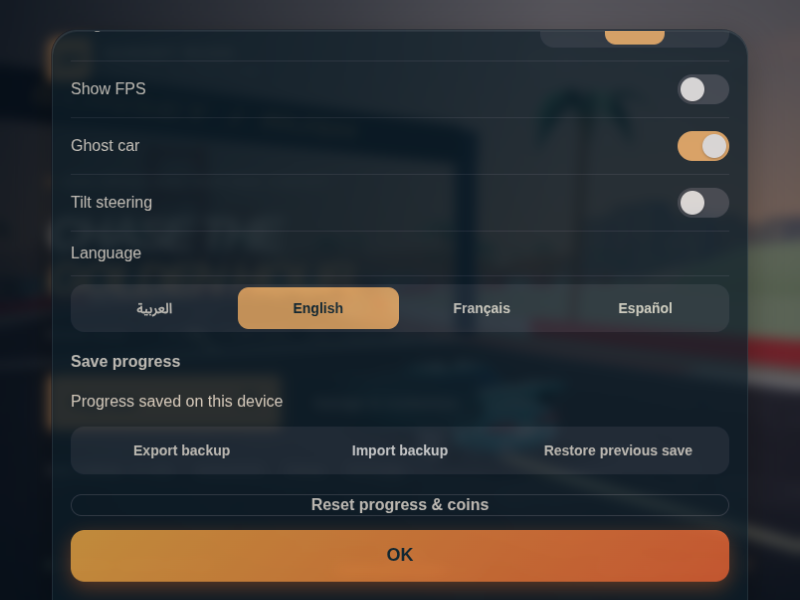 Show FPS
Ghost car
Tilt steering
Language
العربية English Français Español
Save progress
Progress saved on this device
Export backup Import backup Restore previous save
Reset progress & coins
OK